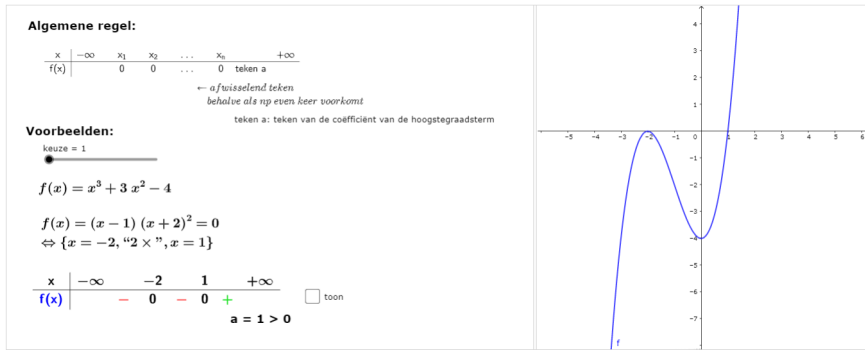 Algemene regel:
x −∞ x₁ x₂ ... xₙ +∞
f(x) 0 0 ... 0 teken a
← afwisselend teken
behalve als np even keer voorkomt
teken a: teken van de coëfficiënt van de hoogstegraadsterm
Voorbeelden:
keuze = 1
f(x) = x³ + 3 x² − 4
f(x) = (x − 1) (x + 2)² = 0
⇔ {x = −2, “2 × ”, x = 1}
x −∞ −2 1 +∞
f(x) − 0 − 0 +
toon
a = 1 > 0
4
3
2
1
−5 −4 −3 −2 −1 0 1 2 3 4 5 6
−1
−2
−3
−4
−5
−6
−7
f